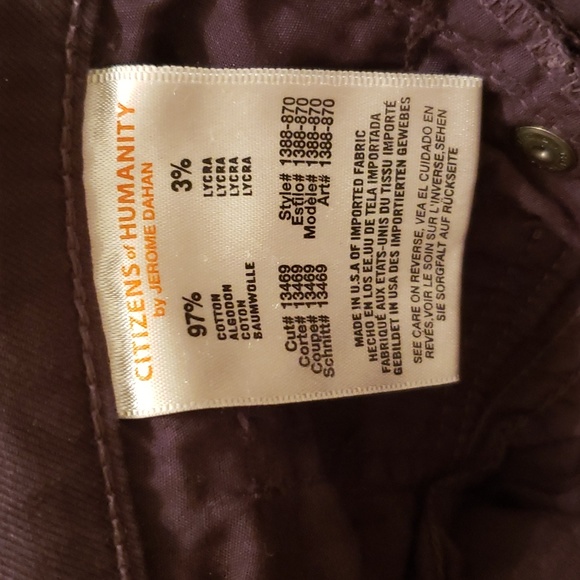 CITIZENS of HUMANITY
by JEROME DAHAN
97% 3%
COTTON LYCRA
ALGODON LYCRA
COTON LYCRA
BAUMWOLLE LYCRA
Cut# 13469 Style# 1388-870
Corte# 13469 Estilo# 1388-870
Coupe# 13469 Modele# 1388-870
Schnitt# 13469 Art# 1388-870
MADE IN U.S.A OF IMPORTED FABRIC
HECHO EN LOS EE.UU DE TELA IMPORTADA
FABRIQUÉ AUX ETATS-UNIS DU TISSU IMPORTÉ
GEBILDET IN USA DES IMPORTIERTEN GEWEBES
SEE CARE ON REVERSE, VEA EL CUIDADO EN
REVÉS.VOIR LE SOIN SUR L'INVERSE,SEHEN
SIE SORGFALT AUF RÜCKSEITE